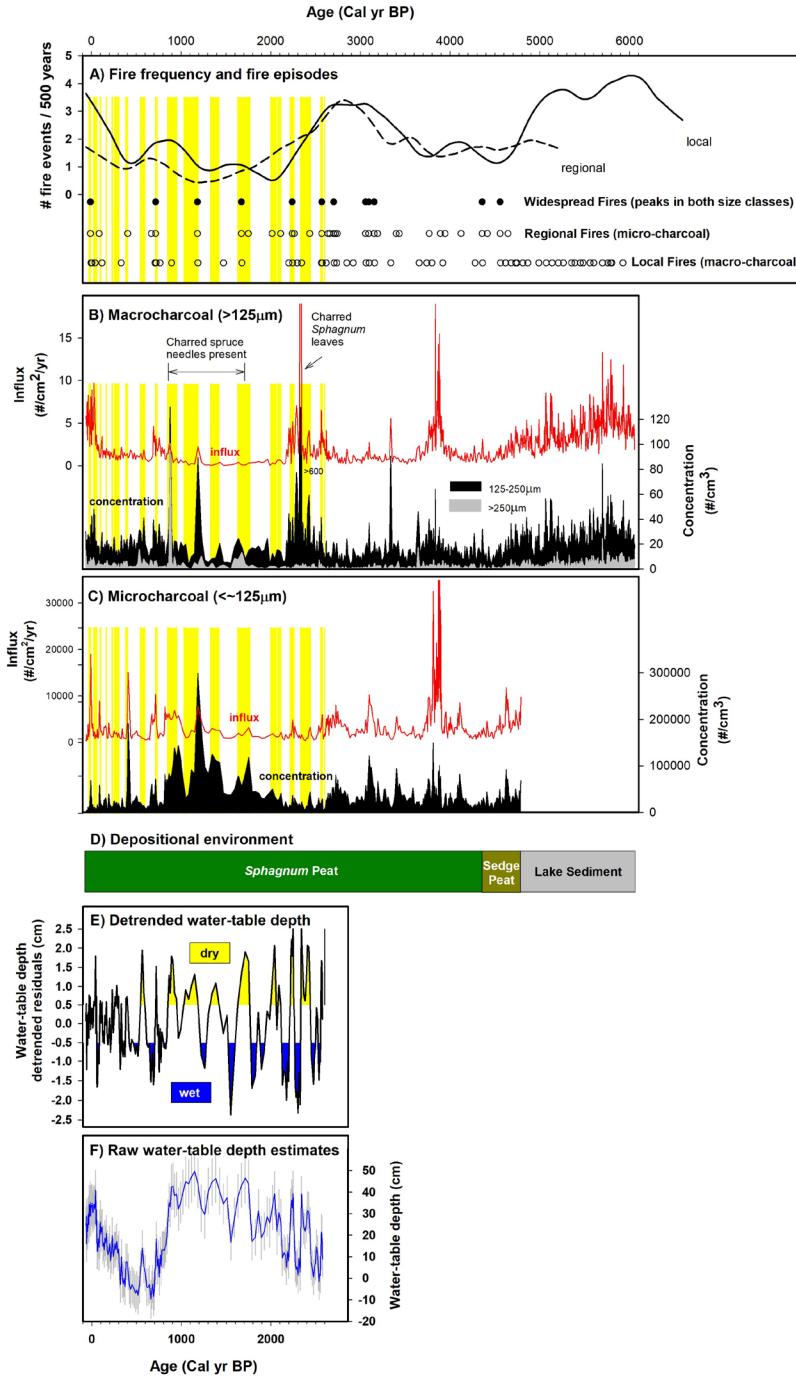 Age (Cal yr BP)
0 1000 2000 3000 4000 5000 6000
A) Fire frequency and fire episodes
# fire events / 500 years
5
4
3
2
1
0
local
regional
Widespread Fires (peaks in both size classes)
Regional Fires (micro-charcoal)
Local Fires (macro-charcoal
B) Macrocharcoal (>125µm)
Charred spruce
needles present
Charred
Sphagnum
leaves
Influx
(#/cm2/yr)
15
10
5
0
influx
>600
concentration
125-250µm
>250µm
120
100
80
60
40
20
0
Concentration
(#/cm3)
C) Microcharcoal (<~125µm)
Influx
(#/cm2/yr)
30000
20000
10000
0
influx
concentration
300000
200000
100000
0
Concentration
(#/cm3)
D) Depositional environment
Sphagnum Peat
Sedge
Peat
Lake Sediment
E) Detrended water-table depth
Water-table depth
detrended residuals (cm)
2.5
2.0
1.5
1.0
0.5
0.0
-0.5
-1.0
-1.5
-2.0
-2.5
dry
wet
F) Raw water-table depth estimates
50
40
30
20
10
0
-10
-20
Water-table depth (cm)
0 1000 2000
Age (Cal yr BP)